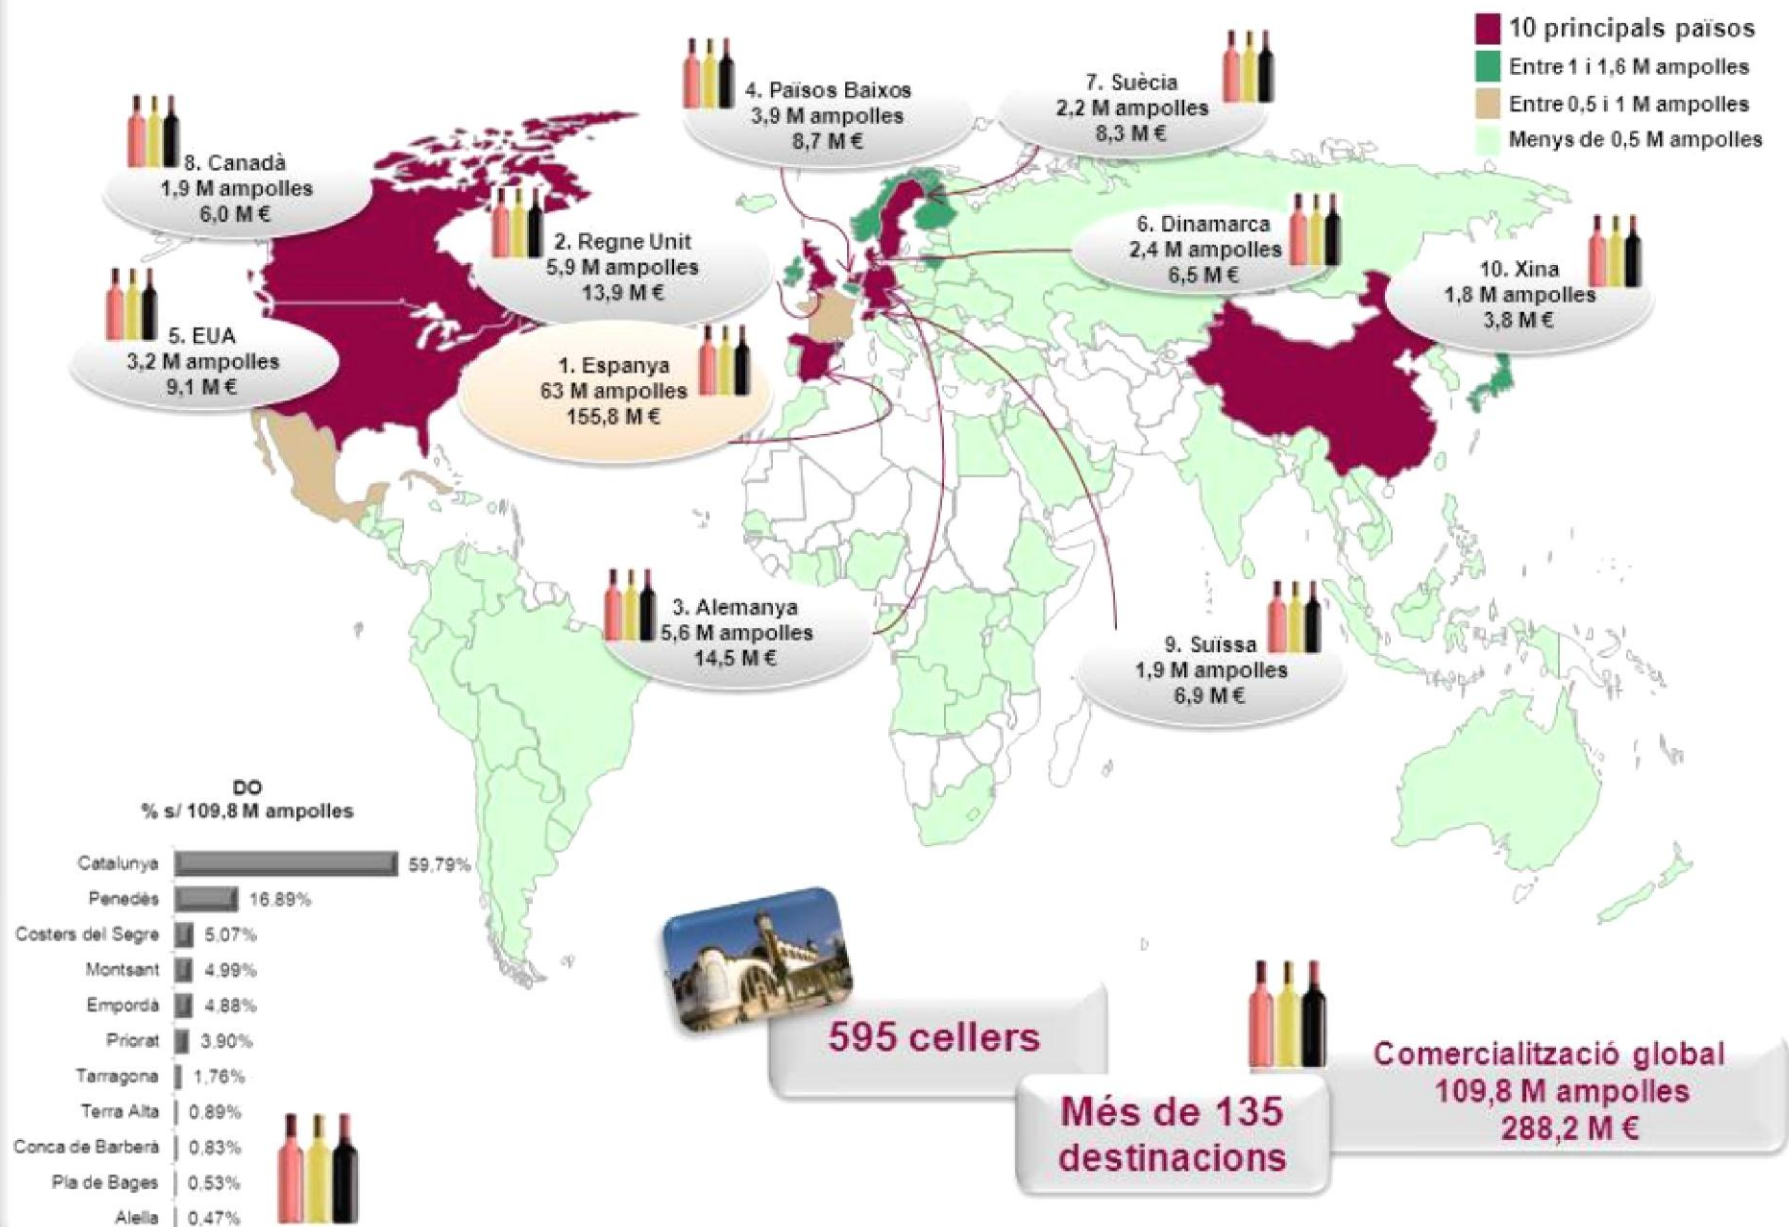 10 principals països
Entre 1 i 1,6 M ampolles
Entre 0,5 i 1 M ampolles
Menys de 0,5 M ampolles
4. Països Baixos
3,9 M ampolles
8,7 M €
7. Suècia
2,2 M ampolles
8,3 M €
8. Canadà
1,9 M ampolles
6,0 M €
2. Regne Unit
5,9 M ampolles
13,9 M €
6. Dinamarca
2,4 M ampolles
6,5 M €
10. Xina
1,8 M ampolles
3,8 M €
5. EUA
3,2 M ampolles
9,1 M €
1. Espanya
63 M ampolles
155,8 M €
3. Alemanya
5,6 M ampolles
14,5 M €
9. Suïssa
1,9 M ampolles
6,9 M €
DO
% s/ 109,8 M ampolles
Catalunya 59,79%
Penedès 16,89%
Costers del Segre 5,07%
Montsant 4,99%
Empordà 4,88%
Priorat 3,90%
Tarragona 1,76%
Terra Alta 0,89%
Conca de Barberà 0,83%
Pla de Bages 0,53%
Alella 0,47%
595 cellers
Més de 135
destinacions
Comercialització global
109,8 M ampolles
288,2 M €